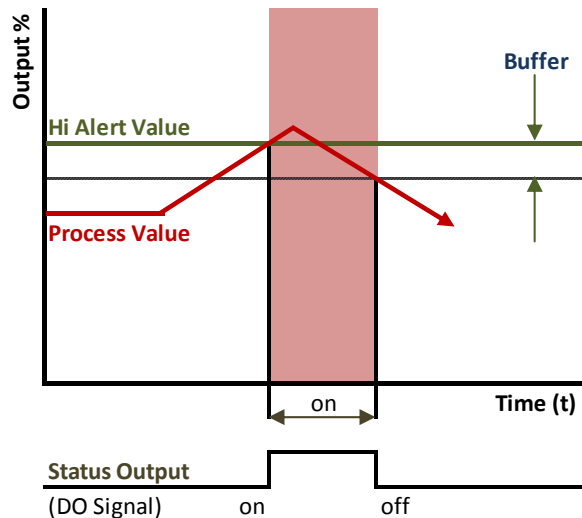 Output %
Buffer
Hi Alert Value
Process Value
Time (t)
on
Status Output
(DO Signal) on off